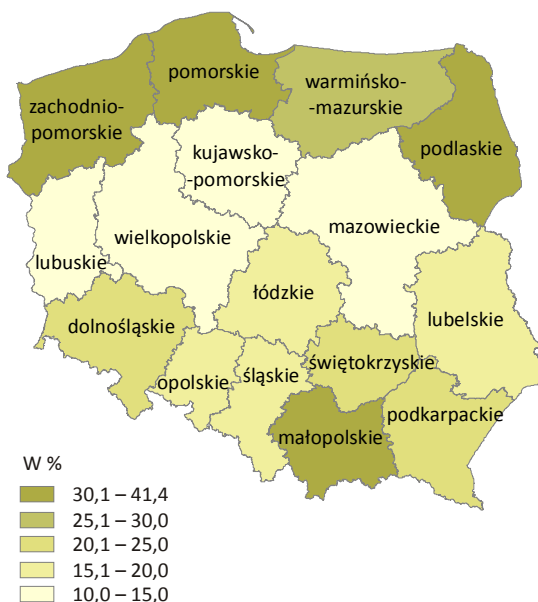 pomorskie
warmińsko-
-mazurskie
zachodnio-
pomorskie
podlaskie
kujawsko-
-pomorskie
mazowieckie
wielkopolskie
lubuskie
łódzkie
lubelskie
dolnośląskie
świętokrzyskie
opolskie
śląskie
podkarpackie
małopolskie
W %
30,1 – 41,4
25,1 – 30,0
20,1 – 25,0
15,1 – 20,0
10,0 – 15,0